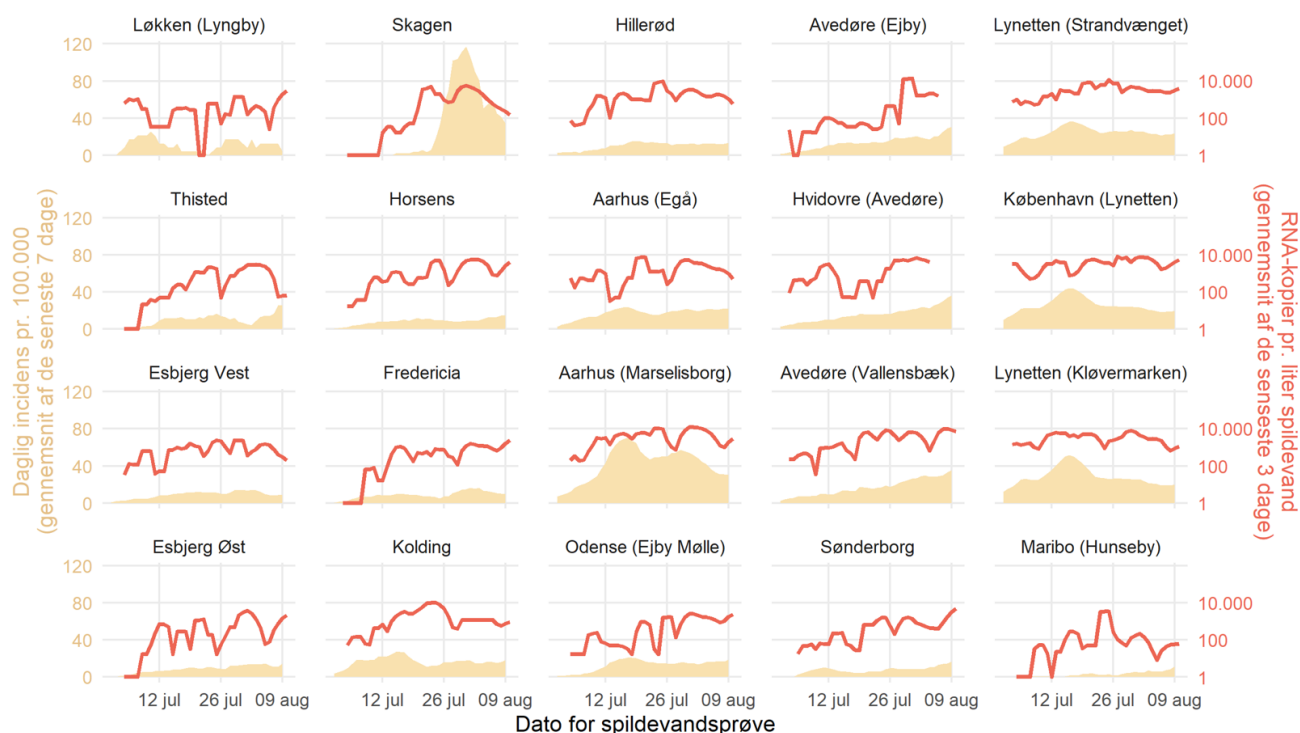 Løkken (Lyngby)
Skagen
Hillerød
Avedøre (Ejby)
Lynetten (Strandvænget)
120
80
40
0
10.000
100
1
Thisted
Horsens
Aarhus (Egå)
Hvidovre (Avedøre)
København (Lynetten)
120
80
40
0
10.000
100
1
Daglig incidens pr. 100.000
(gennemsnit af de seneste 7 dage)
RNA-kopier pr. liter spildevand
(gennemsnit af de senseste 3 dage)
Esbjerg Vest
Fredericia
Aarhus (Marselisborg)
Avedøre (Vallensbæk)
Lynetten (Kløvermarken)
120
80
40
0
10.000
100
1
Esbjerg Øst
Kolding
Odense (Ejby Mølle)
Sønderborg
Maribo (Hunseby)
120
80
40
0
10.000
100
1
12 jul 26 jul 09 aug 12 jul 26 jul 09 aug 12 jul 26 jul 09 aug 12 jul 26 jul 09 aug 12 jul 26 jul 09 aug
Dato for spildevandsprøve